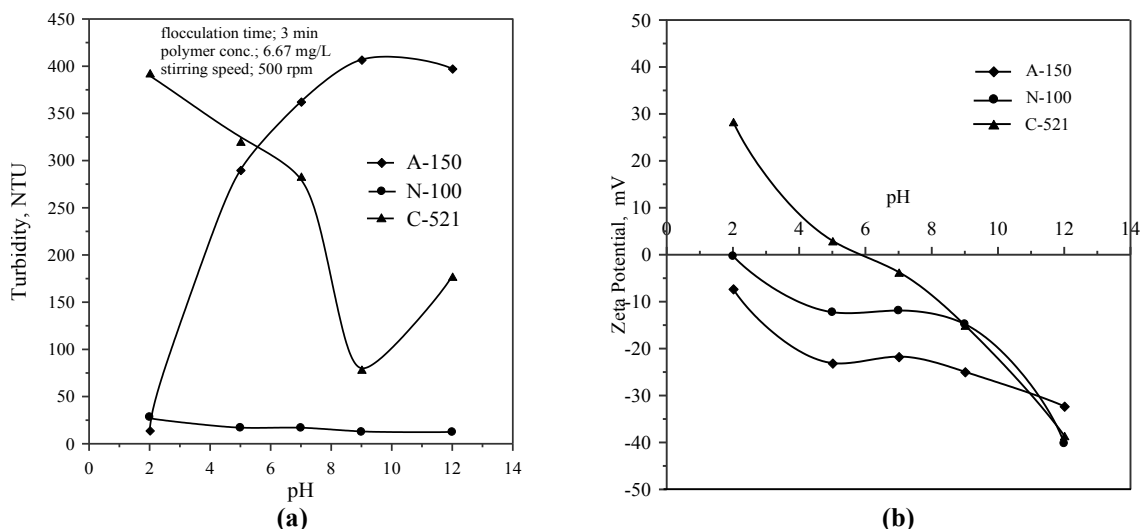 (a)
450
400
350
300
250
200
150
100
50
0
Turbidity, NTU
flocculation time; 3 min
polymer conc.; 6.67 mg/L
stirring speed; 500 rpm
A-150
N-100
C-521
0 2 4 6 8 10 12 14
pH
(a)
(b)
50
40
30
20
10
0
-10
-20
-30
-40
-50
Zeta Potential, mV
A-150
N-100
C-521
pH
0 2 4 6 8 10 12 14
(b)